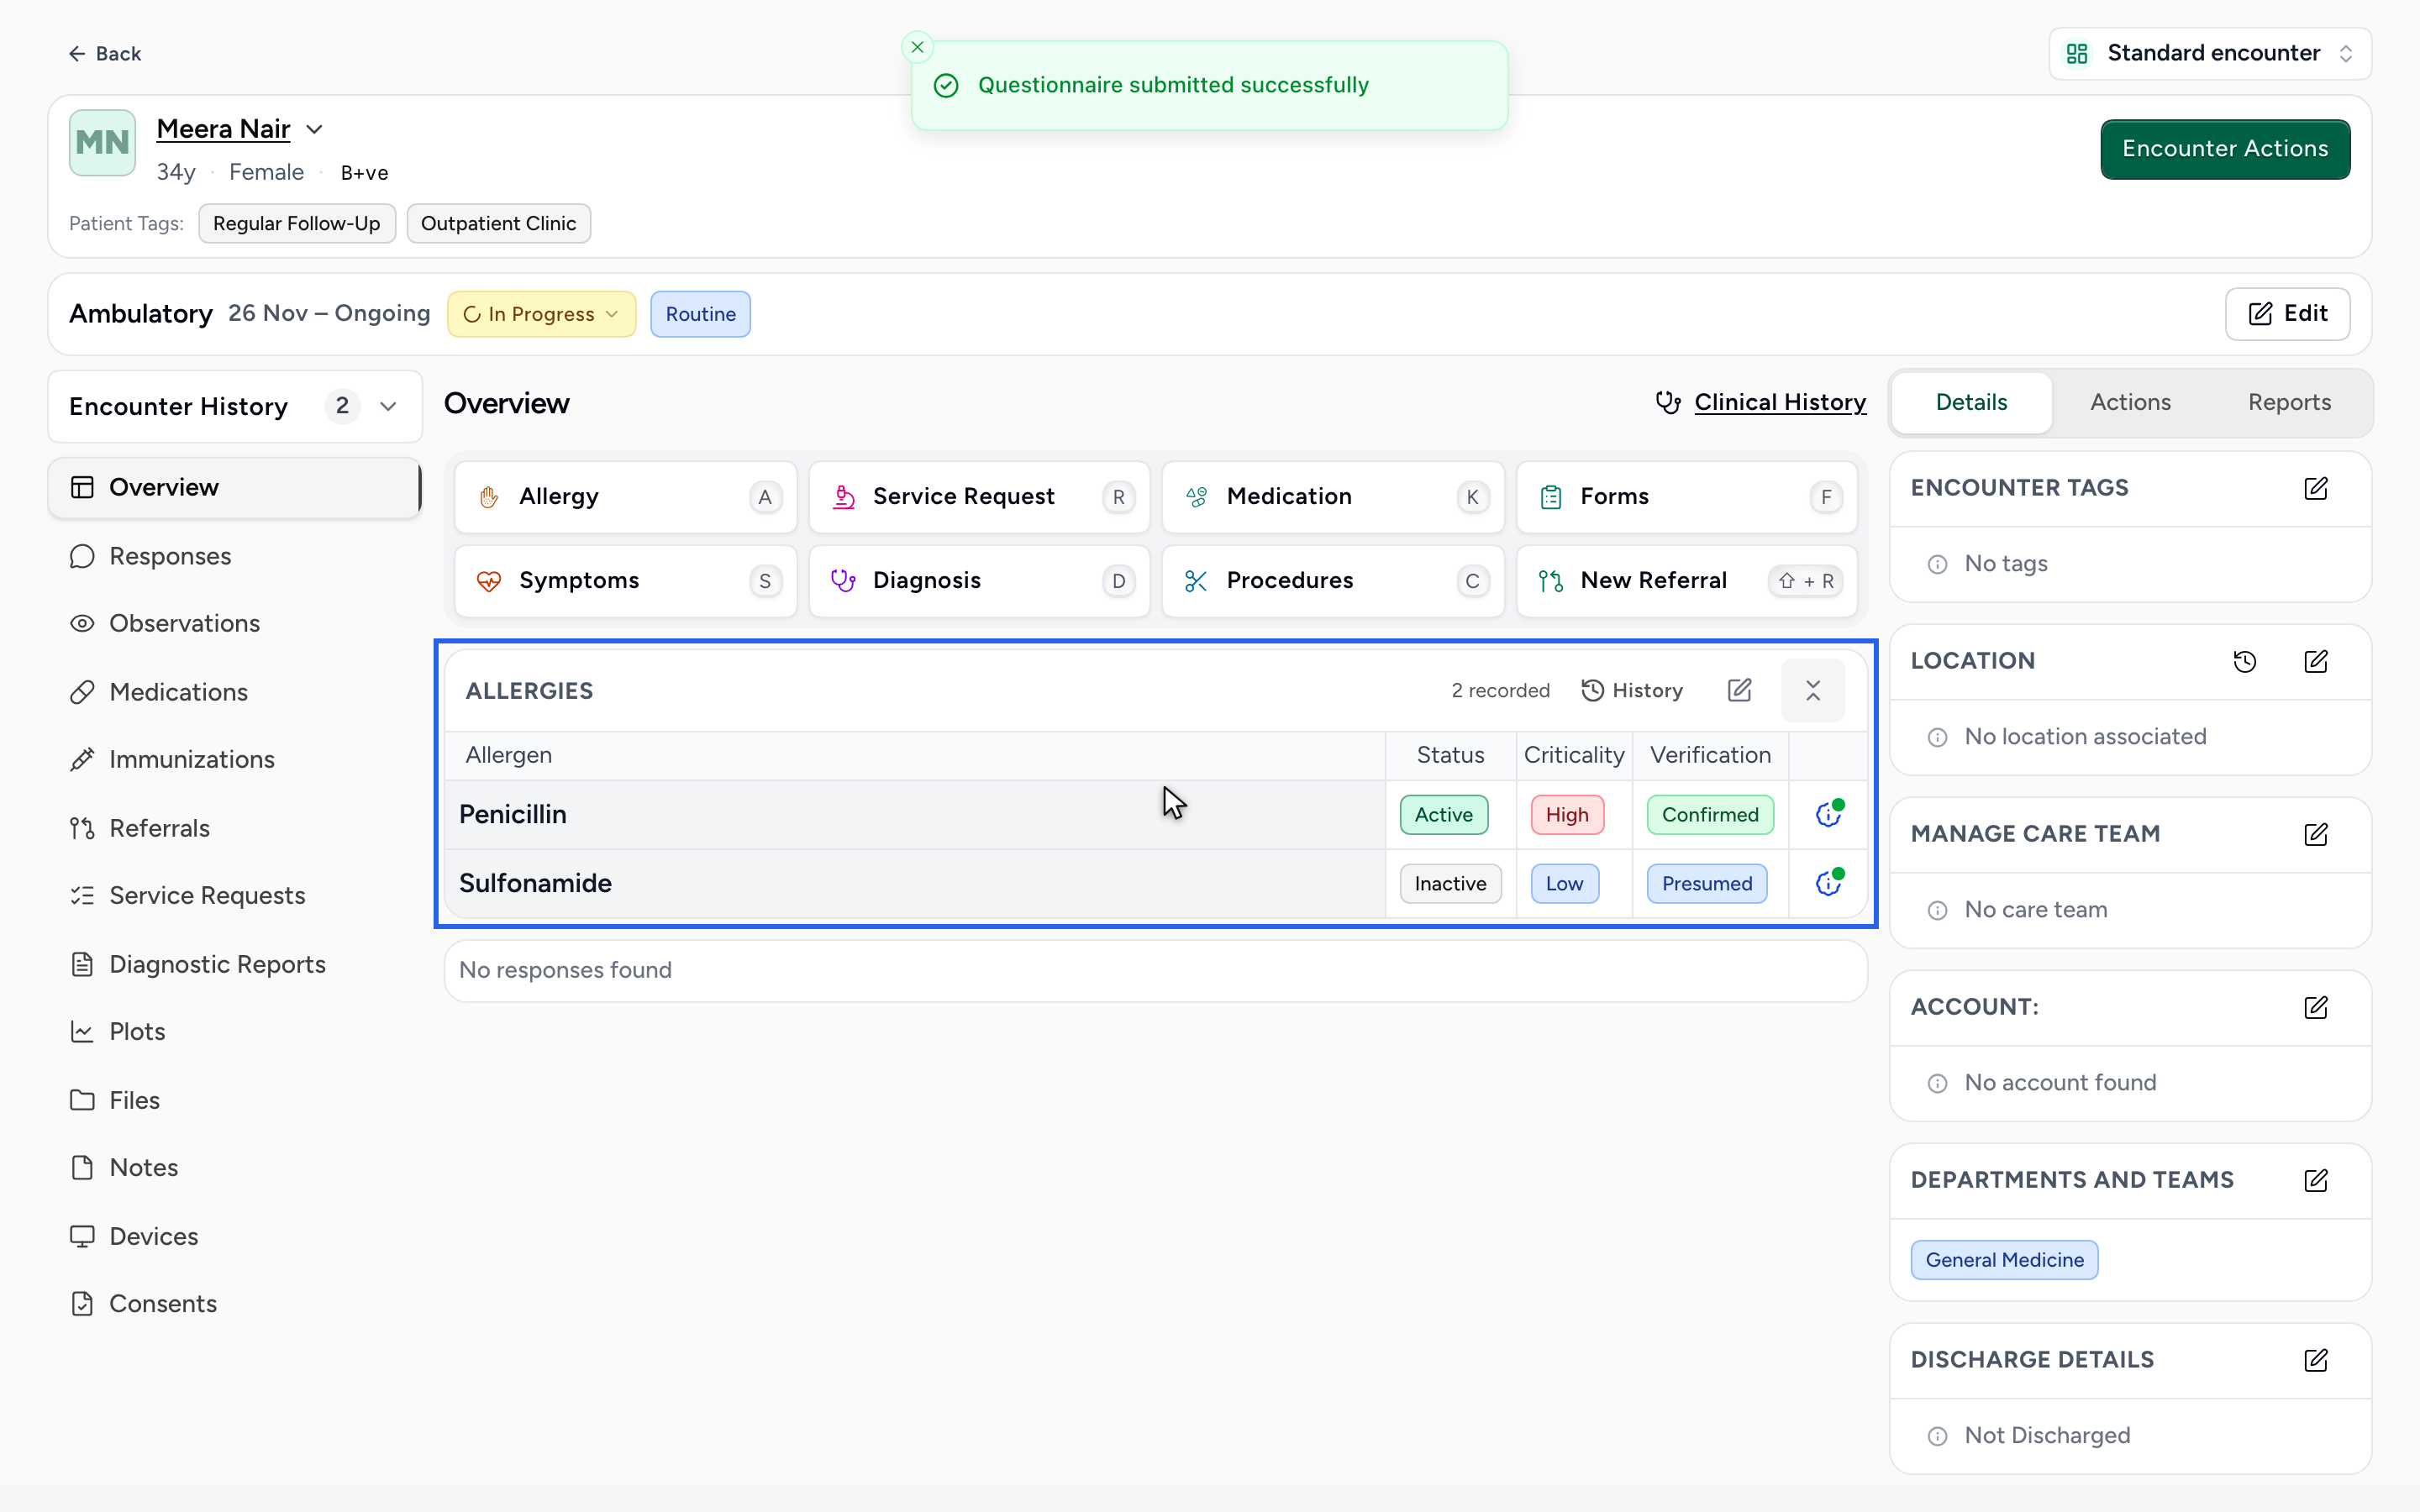 Back
Questionnaire submitted successfully
Standard encounter
MN
Meera Nair
34y · Female · B+ve
Encounter Actions
Patient Tags: Regular Follow-Up Outpatient Clinic
Ambulatory 26 Nov – Ongoing In Progress Routine
Edit
Encounter History 2
Overview
Responses
Observations
Medications
Immunizations
Referrals
Service Requests
Diagnostic Reports
Plots
Files
Notes
Devices
Consents
Overview
Clinical History
Allergy A
Service Request R
Medication K
Forms F
Symptoms S
Diagnosis D
Procedures C
New Referral ⇧ + R
ALLERGIES
2 recorded History
Allergen Status Criticality Verification
Penicillin Active High Confirmed
Sulfonamide Inactive Low Presumed
No responses found
Details Actions Reports
ENCOUNTER TAGS
No tags
LOCATION
No location associated
MANAGE CARE TEAM
No care team
ACCOUNT:
No account found
DEPARTMENTS AND TEAMS
General Medicine
DISCHARGE DETAILS
Not Discharged